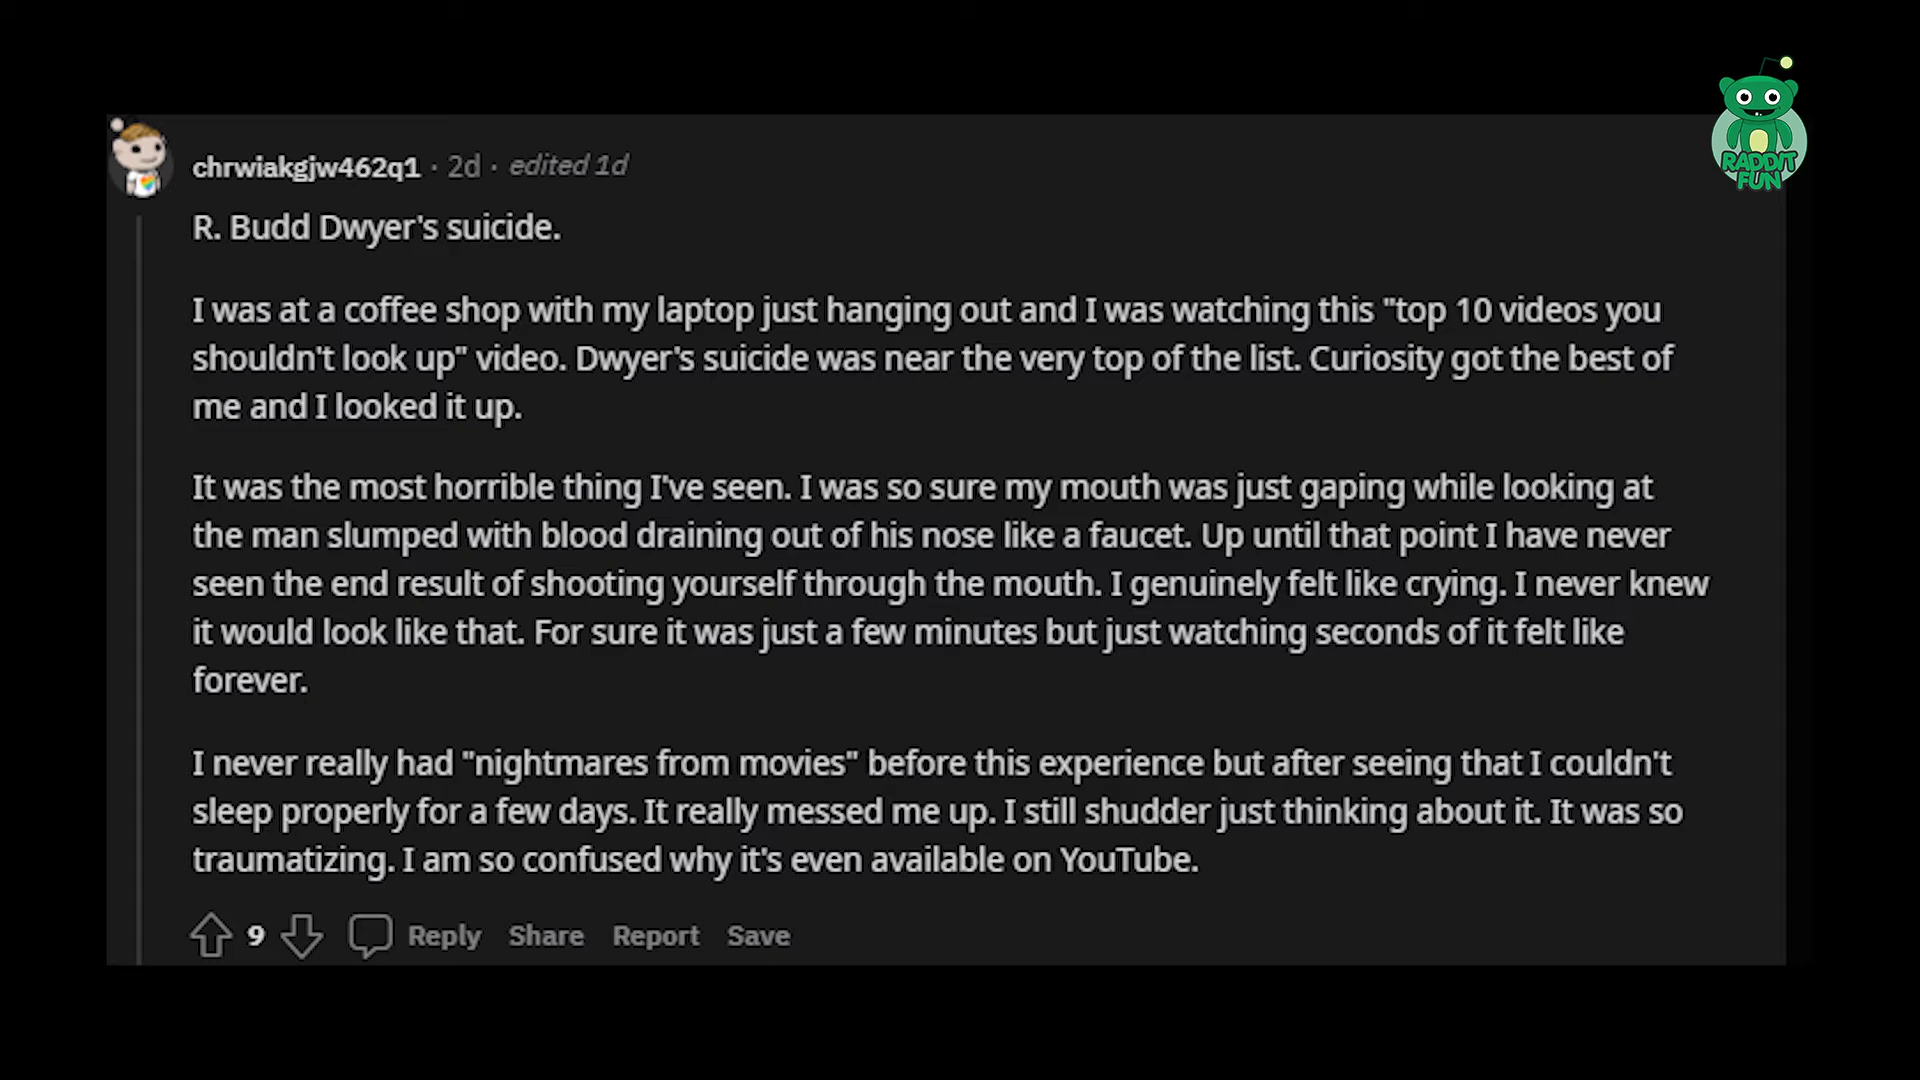 chrwiakgjw462q1 · 2d · edited 1d
RADDIT
FUN
R. Budd Dwyer's suicide.
I was at a coffee shop with my laptop just hanging out and I was watching this "top 10 videos you
shouldn't look up" video. Dwyer's suicide was near the very top of the list. Curiosity got the best of
me and I looked it up.
It was the most horrible thing I've seen. I was so sure my mouth was just gaping while looking at
the man slumped with blood draining out of his nose like a faucet. Up until that point I have never
seen the end result of shooting yourself through the mouth. I genuinely felt like crying. I never knew
it would look like that. For sure it was just a few minutes but just watching seconds of it felt like
forever.
I never really had "nightmares from movies" before this experience but after seeing that I couldn't
sleep properly for a few days. It really messed me up. I still shudder just thinking about it. It was so
traumatizing. I am so confused why it's even available on YouTube.
9 Reply Share Report Save